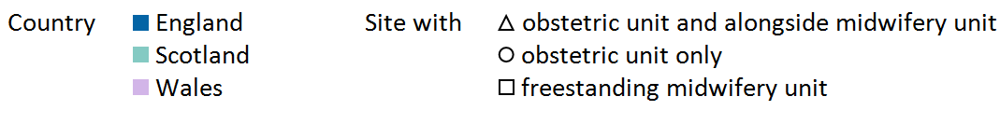 Country England Site with obstetric unit and alongside midwifery unit
Scotland obstetric unit only
Wales freestanding midwifery unit